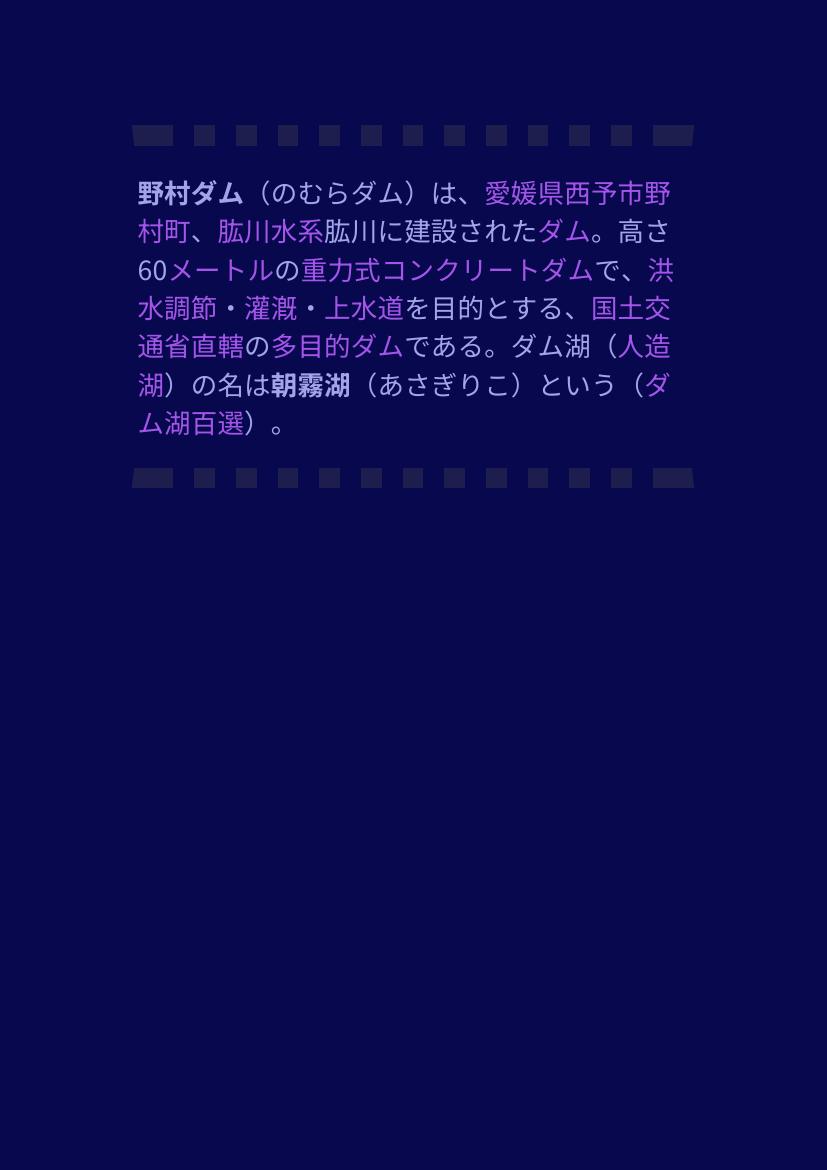 野村ダム（のむらダム）は、愛媛県西予市野
村町、肱川水系肱川に建設されたダム。高さ
60メートルの重力式コンクリートダムで、洪
水調節・灌漑・上水道を目的とする、国土交
通省直轄の多目的ダムである。ダム湖（人造
湖）の名は朝霧湖（あさぎりこ）という（ダ
ム湖百選）。